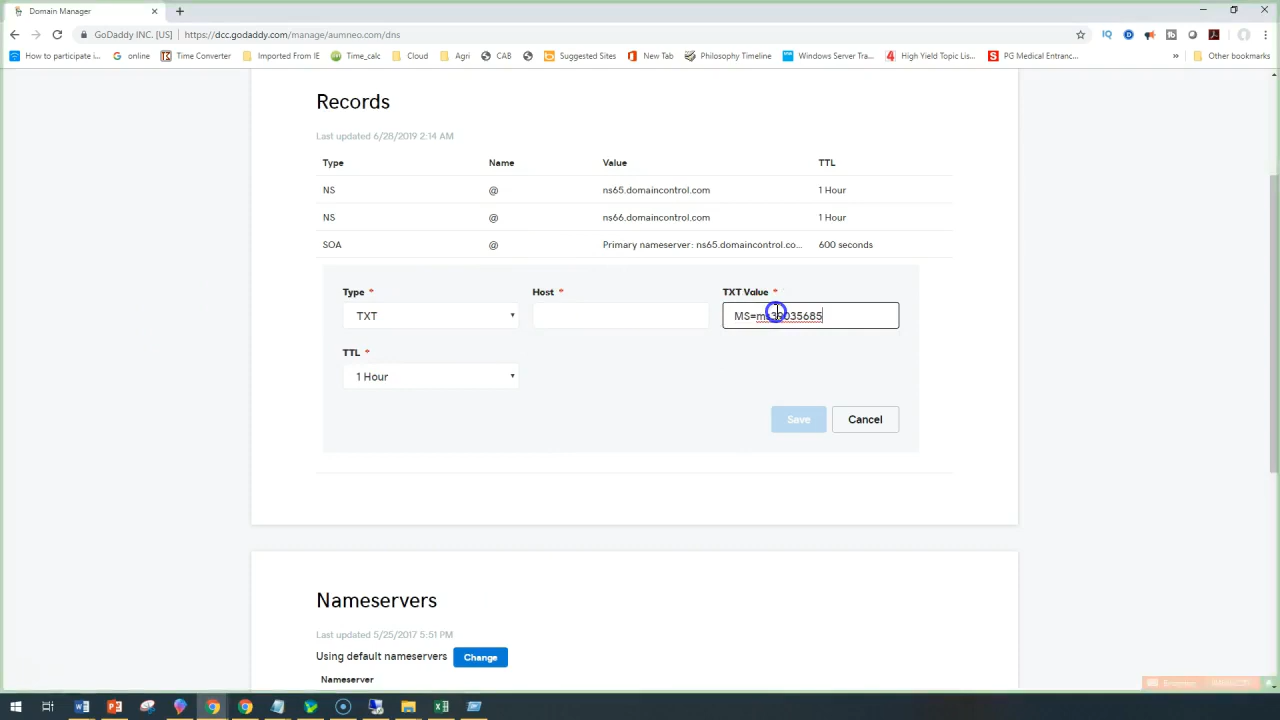 Domain Manager
GoDaddy INC. [US] https://dcc.godaddy.com/manage/aumneo.com/dns
How to participate i... online Time Converter Imported From IE Time_calc Cloud Agri CAS Suggested Sites New Tab Philosophy Timeline Windows Server Tra... High Yield Topic Lis... PG Medical Entranc... » Other bookmarks
Records
Last updated 6/28/2019 2:14 AM
Type Name Value TTL
NS @ ns65.domaincontrol.com 1 Hour
NS @ ns66.domaincontrol.com 1 Hour
SOA @ Primary nameserver: ns65.domaincontrol.co... 600 seconds
Type * Host * TXT Value *
TXT
TTL *
1 Hour
Save Cancel
Nameservers
Last updated 5/25/2017 5:51 PM
Using default nameservers Change
Nameserver